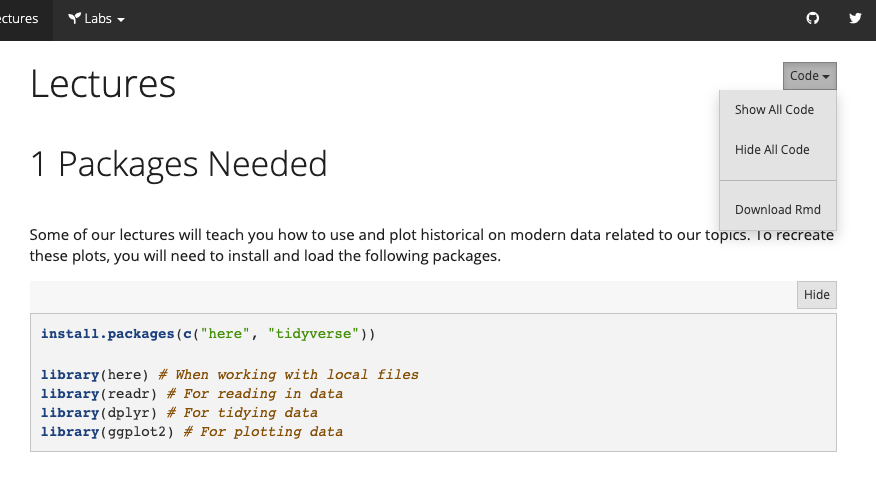 ectures Labs
Lectures
Code
Show All Code
Hide All Code
Download Rmd
1 Packages Needed
Some of our lectures will teach you how to use and plot historical on modern data related to our topics. To recreate
these plots, you will need to install and load the following packages.
Hide
install.packages(c("here", "tidyverse"))
library(here) # When working with local files
library(readr) # For reading in data
library(dplyr) # For tidying data
library(ggplot2) # For plotting data